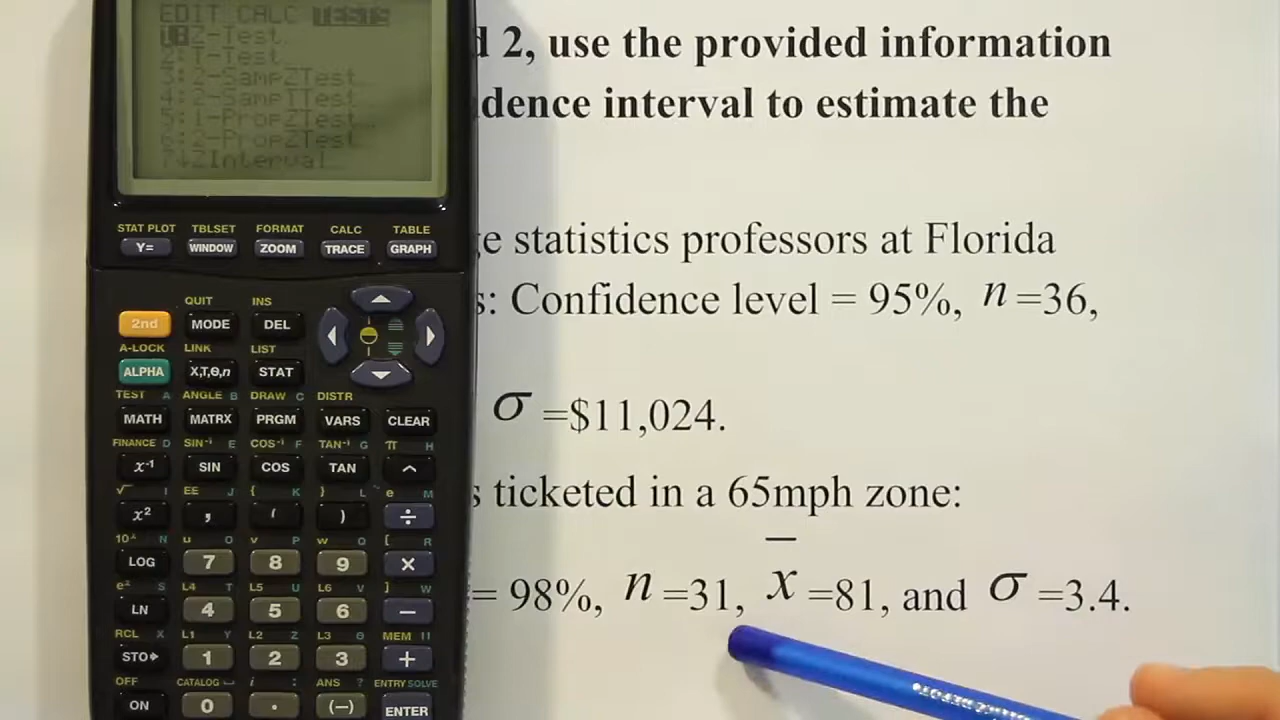 EDIT CALC TESTS
1:Z-Test…
2:T-Test…
3:2-SampZTest…
4:2-SampTTest…
5:1-PropZTest…
6:2-PropZTest…
7↓ZInterval…
d 2, use the provided information
dence interval to estimate the
ge statistics professors at Florida
s: Confidence level = 95%, n =36,
σ =$11,024.
s ticketed in a 65mph zone:
= 98%, n =31, x̄ =81, and σ =3.4.
STAT PLOT TBLSET FORMAT CALC TABLE
Y= WINDOW ZOOM TRACE GRAPH
QUIT INS
2nd MODE DEL
A-LOCK LINK LIST
ALPHA X,T,Θ,n STAT
TEST A ANGLE B DRAW C DISTR
MATH MATRX PRGM VARS CLEAR
FINANCE D SIN⁻¹ E COS⁻¹ F TAN⁻¹ G π H
x⁻¹ SIN COS TAN ^
√ I EE J { K } L e M
x² , ( ) ÷
10ˣ N u O v P w Q [ R
LOG 7 8 9 ×
eˣ S L4 T L5 U L6 V ] W
LN 4 5 6 −
RCL X L1 Y L2 Z L3 θ MEM "
STO▸ 1 2 3 +
OFF CATALOG i : ANS ? ENTRY SOLVE
ON 0 . (−) ENTER